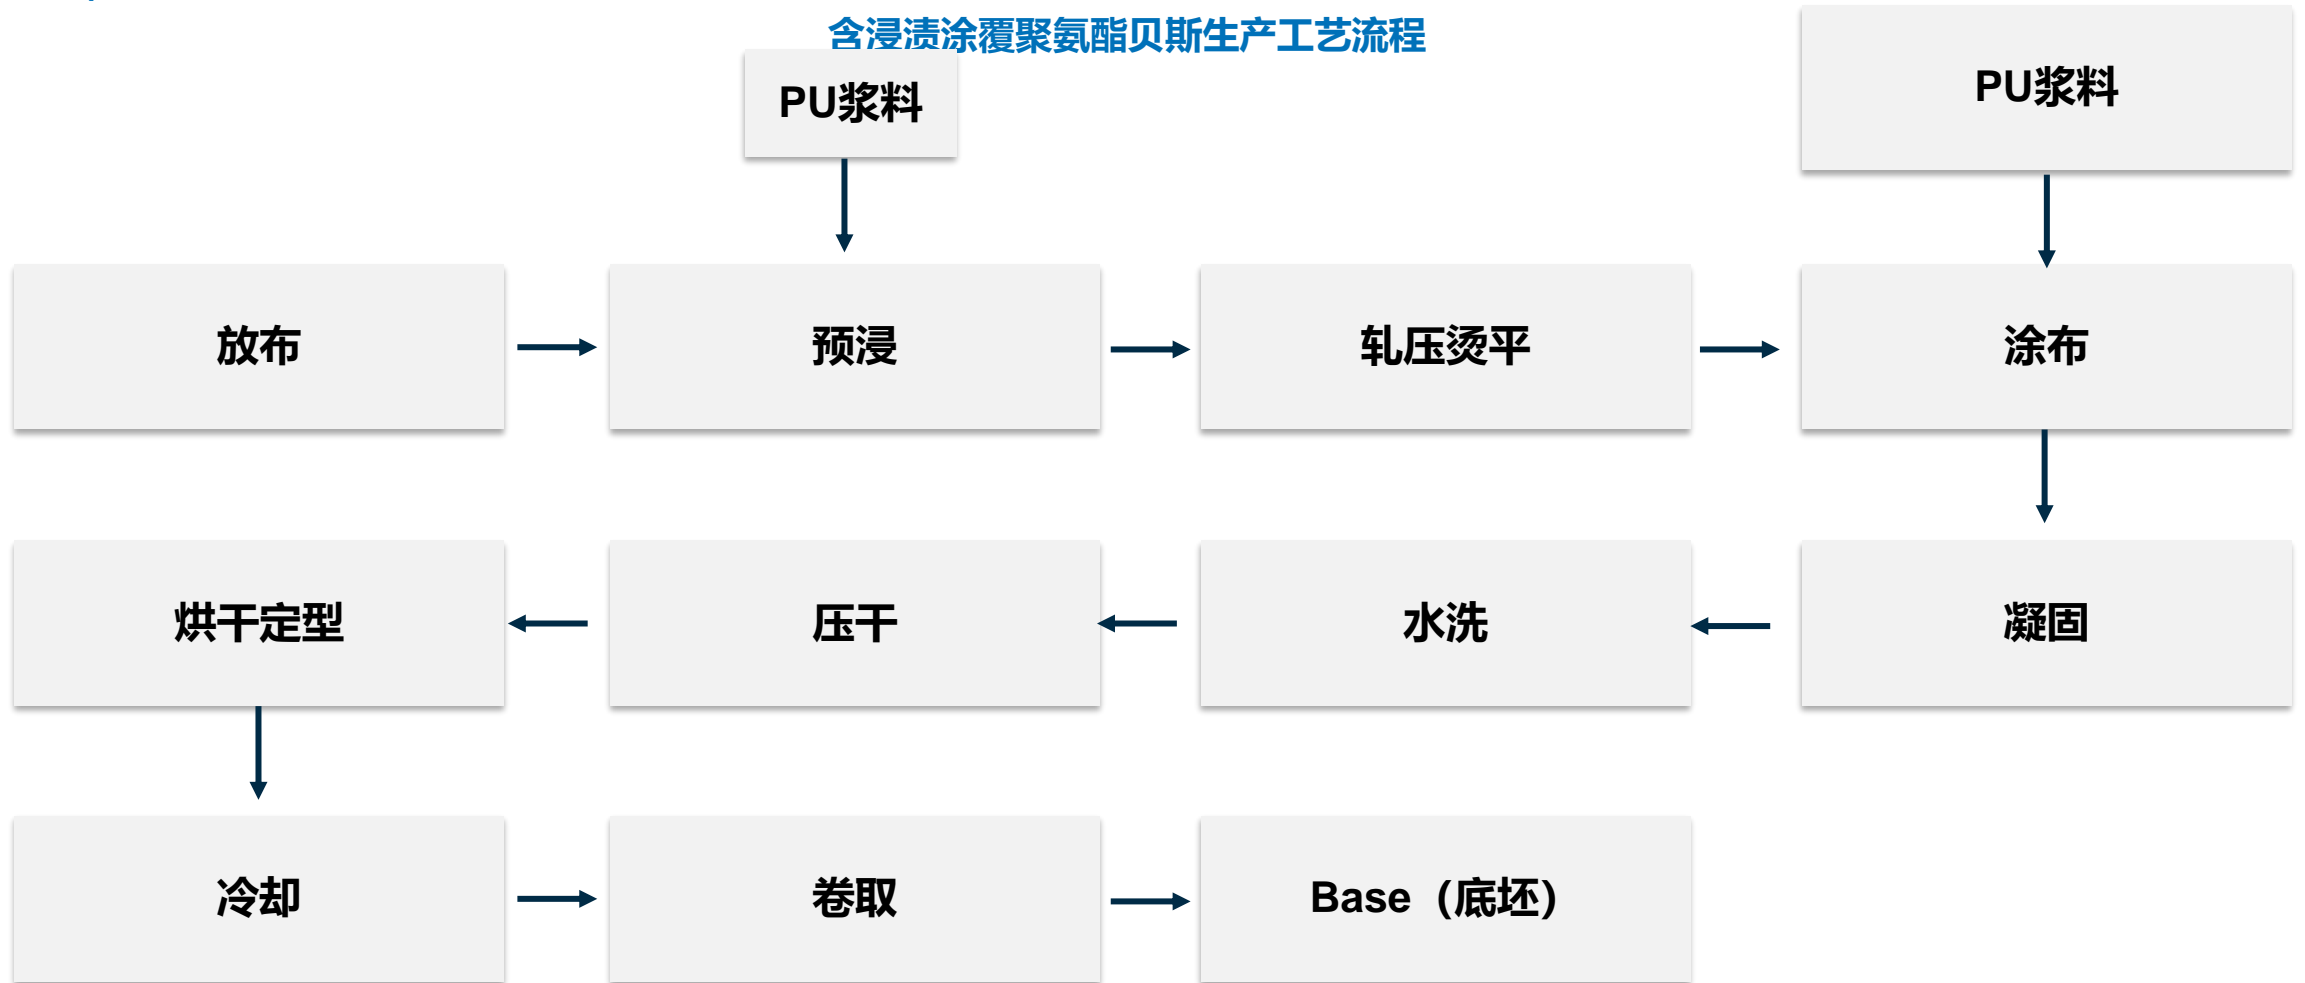 含浸渍涂覆聚氨酯贝斯生产工艺流程
PU浆料
PU浆料
放布
预浸
轧压烫平
涂布
烘干定型
压干
水洗
凝固
冷却
卷取
Base（底坯）